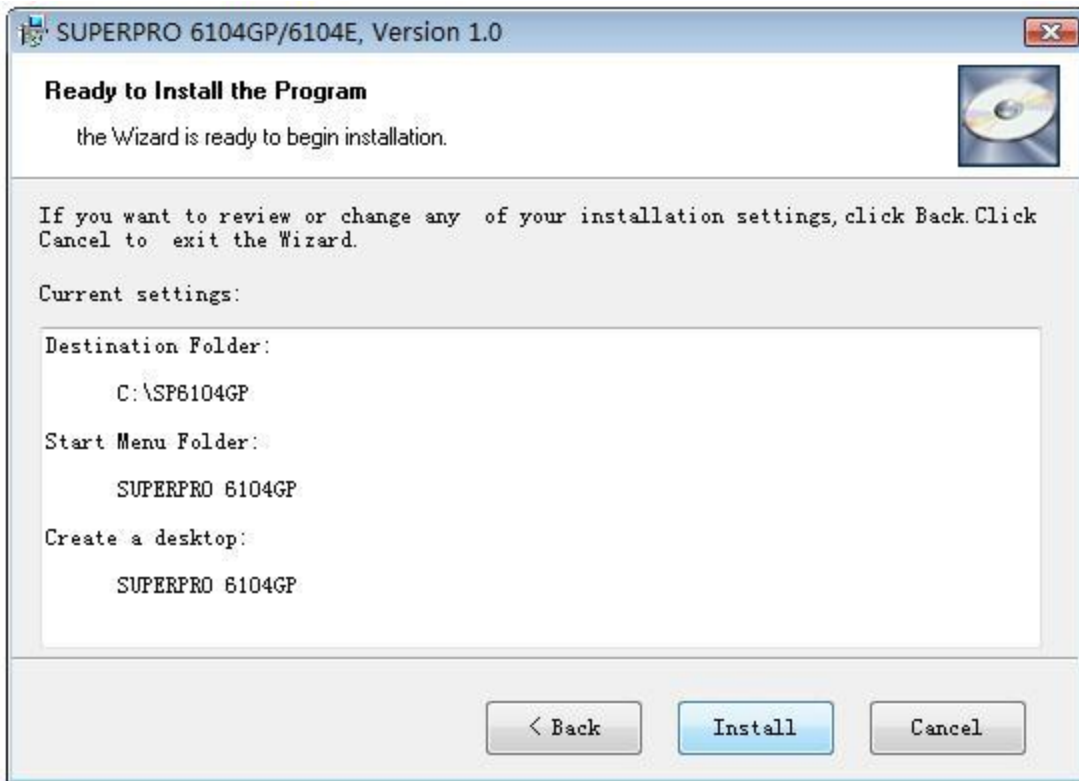 SUPERPRO 6104GP/6104E, Version 1.0
Ready to Install the Program
the Wizard is ready to begin installation.
If you want to review or change any  of your installation settings, click Back. Click
Cancel to  exit the Wizard.
Current settings:
Destination Folder:
C:\SP6104GP
Start Menu Folder:
SUPERPRO 6104GP
Create a desktop:
SUPERPRO 6104GP
< Back
Install
Cancel